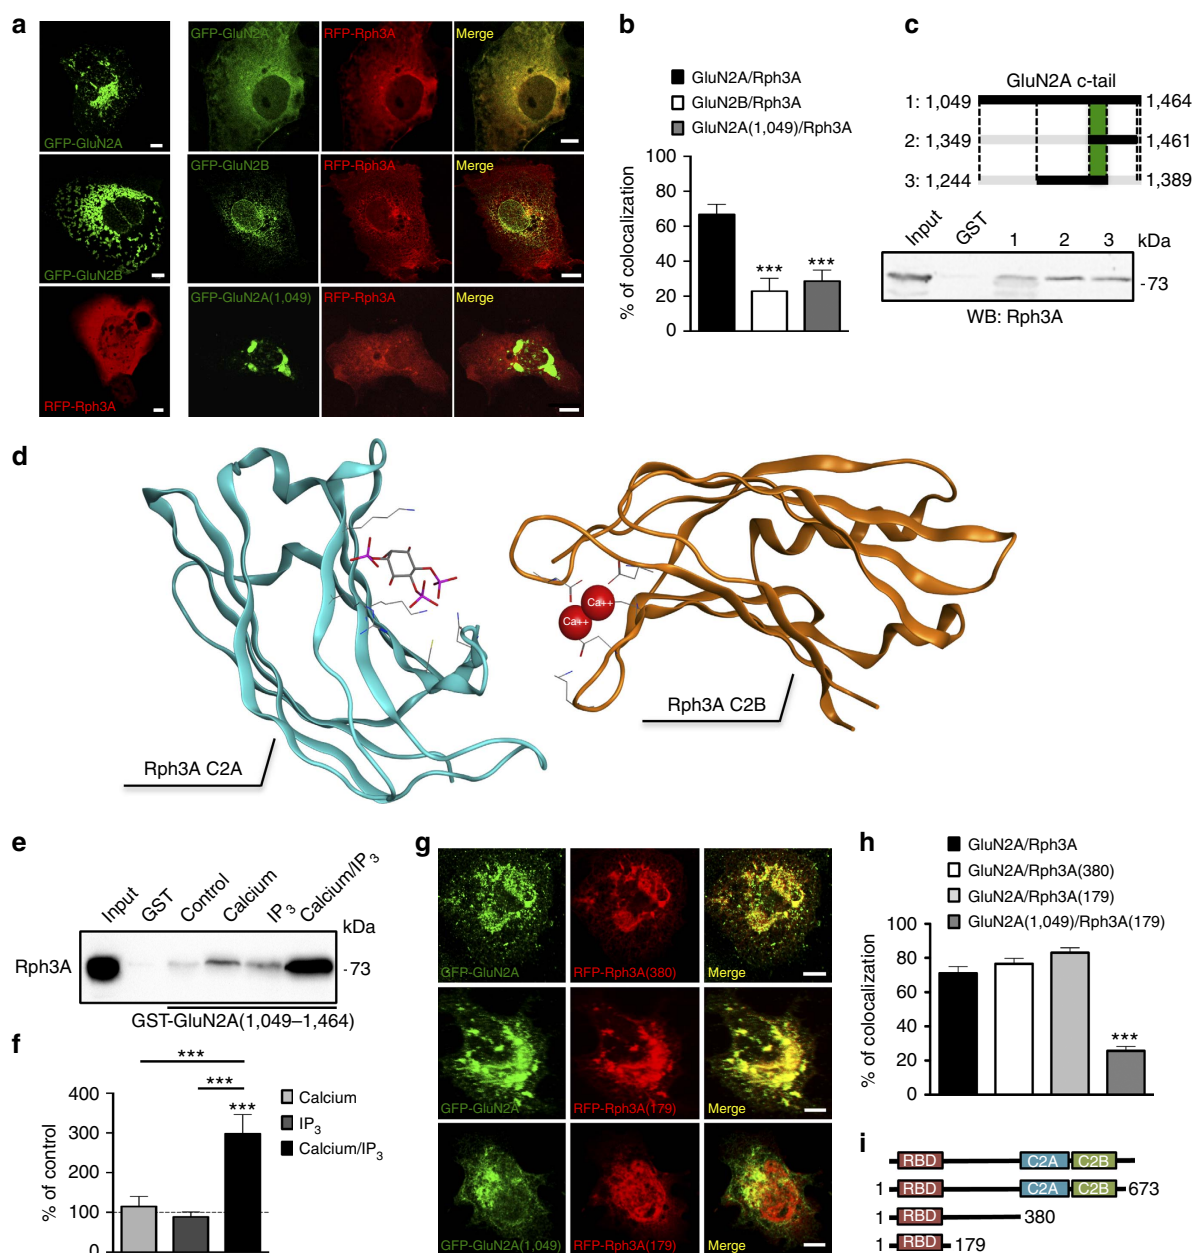 a
GFP-GluN2A
GFP-GluN2A
RFP-Rph3A
Merge
GFP-GluN2B
GFP-GluN2B
RFP-Rph3A
Merge
RFP-Rph3A
GFP-GluN2A(1,049)
RFP-Rph3A
Merge
b
GluN2A/Rph3A
GluN2B/Rph3A
GluN2A(1,049)/Rph3A
% of colocalization
100
80
60
40
20
0
***
***
c
GluN2A c-tail
1: 1,049
1,464
2: 1,349
1,461
3: 1,244
1,389
Input
GST
1
2
3
kDa
-73
WB: Rph3A
d
Ca++
Ca++
Rph3A C2A
Rph3A C2B
e
Input
GST
Control
Calcium
IP3
Calcium/IP3
kDa
Rph3A
-73
GST-GluN2A(1,049–1,464)
f
% of control
400
300
200
100
0
***
***
***
Calcium
IP3
Calcium/IP3
g
GFP-GluN2A
RFP-Rph3A(380)
Merge
GFP-GluN2A
RFP-Rph3A(179)
Merge
GFP-GluN2A(1,049)
RFP-Rph3A(179)
Merge
h
GluN2A/Rph3A
GluN2A/Rph3A(380)
GluN2A/Rph3A(179)
GluN2A(1,049)/Rph3A(179)
% of colocalization
100
80
60
40
20
0
***
i
RBD C2A C2B
1 RBD C2A C2B 673
1 RBD 380
1 RBD 179